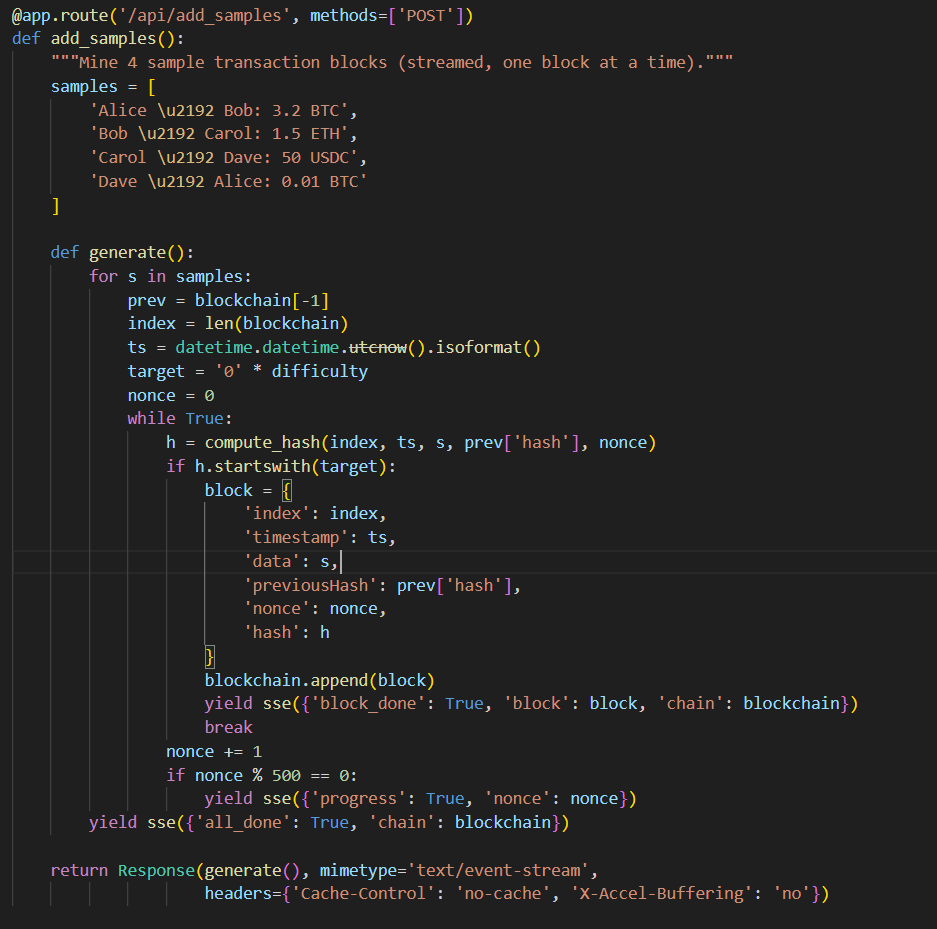 @app.route('/api/add_samples', methods=['POST'])
def add_samples():
    """Mine 4 sample transaction blocks (streamed, one block at a time)."""
    samples = [
        'Alice \u2192 Bob: 3.2 BTC',
        'Bob \u2192 Carol: 1.5 ETH',
        'Carol \u2192 Dave: 50 USDC',
        'Dave \u2192 Alice: 0.01 BTC'
    ]

    def generate():
        for s in samples:
            prev = blockchain[-1]
            index = len(blockchain)
            ts = datetime.datetime.utcnow().isoformat()
            target = '0' * difficulty
            nonce = 0
            while True:
                h = compute_hash(index, ts, s, prev['hash'], nonce)
                if h.startswith(target):
                    block = {
                        'index': index,
                        'timestamp': ts,
                        'data': s,
                        'previousHash': prev['hash'],
                        'nonce': nonce,
                        'hash': h
                    }
                    blockchain.append(block)
                    yield sse({'block_done': True, 'block': block, 'chain': blockchain})
                    break
                nonce += 1
                if nonce % 500 == 0:
                    yield sse({'progress': True, 'nonce': nonce})
        yield sse({'all_done': True, 'chain': blockchain})

    return Response(generate(), mimetype='text/event-stream',
                    headers={'Cache-Control': 'no-cache', 'X-Accel-Buffering': 'no'})